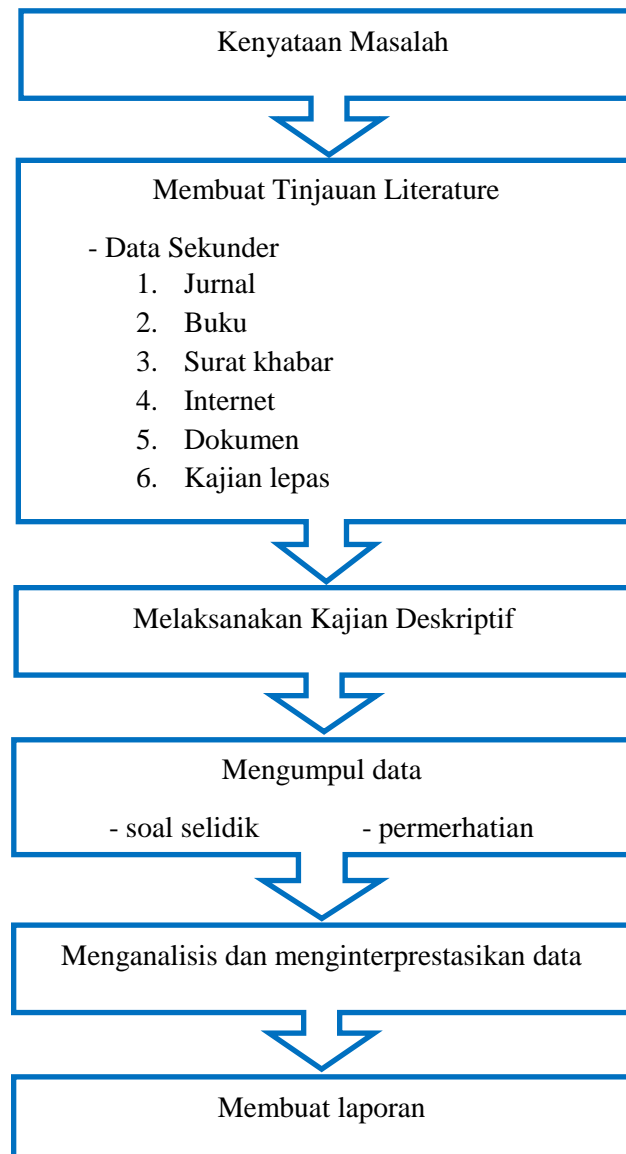 Kenyataan Masalah
Membuat Tinjauan Literature
- Data Sekunder
1. Jurnal
2. Buku
3. Surat khabar
4. Internet
5. Dokumen
6. Kajian lepas
Melaksanakan Kajian Deskriptif
Mengumpul data
- soal selidik - permerhatian
Menganalisis dan menginterprestasikan data
Membuat laporan